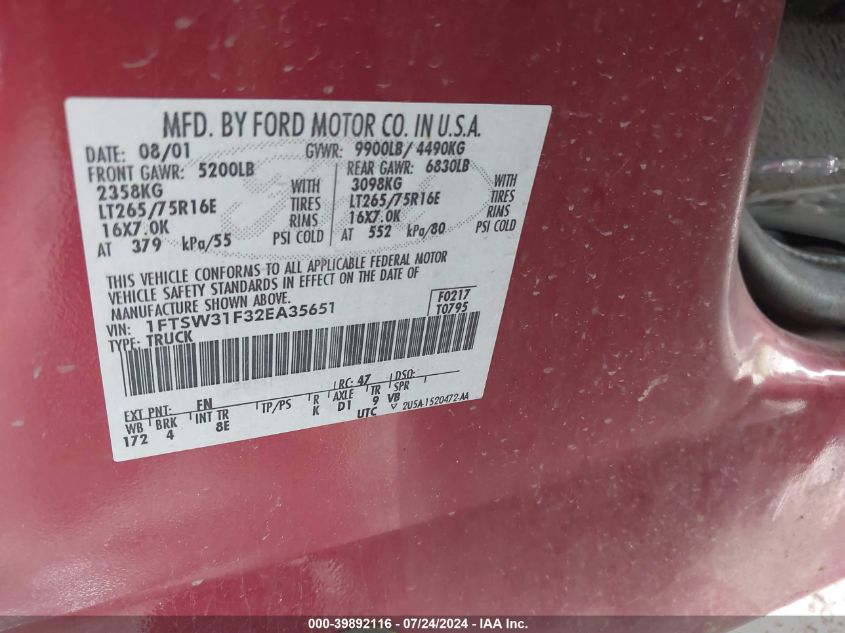 MFD. BY FORD MOTOR CO. IN U.S.A.
DATE: 08/01 GVWR: 9900LB/ 4490KG
FRONT GAWR: 5200LB REAR GAWR: 6830LB
2358KG WITH 3098KG WITH
LT265/75R16E TIRES LT265/75R16E TIRES
16X7.0K RIMS 16X7.0K RIMS
AT 379 kPa/55 PSI COLD AT 552 kPa/80 PSI COLD
THIS VEHICLE CONFORMS TO ALL APPLICABLE FEDERAL MOTOR
VEHICLE SAFETY STANDARDS IN EFFECT ON THE DATE OF
MANUFACTURE SHOWN ABOVE.
VIN: 1FTSW31F32EA35651 F0217
TYPE: TRUCK T0795
EXT PNT: FN RC: 47 DSO:
WB BRK INT TR TP/PS R AXLE TR SPR
172 4 8E K D1 9 VB
UTC V 2U5A-1520472-AA
000-39892116 - 07/24/2024 - IAA Inc.